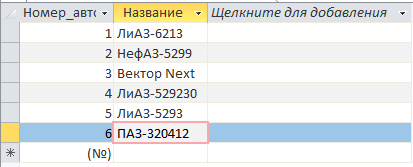 Номер_авто Название Щелкните для добавления
1 ЛиАЗ-6213
2 НефАЗ-5299
3 Вектор Next
4 ЛиАЗ-529230
5 ЛиАЗ-5293
6 ПАЗ-320412
(№)